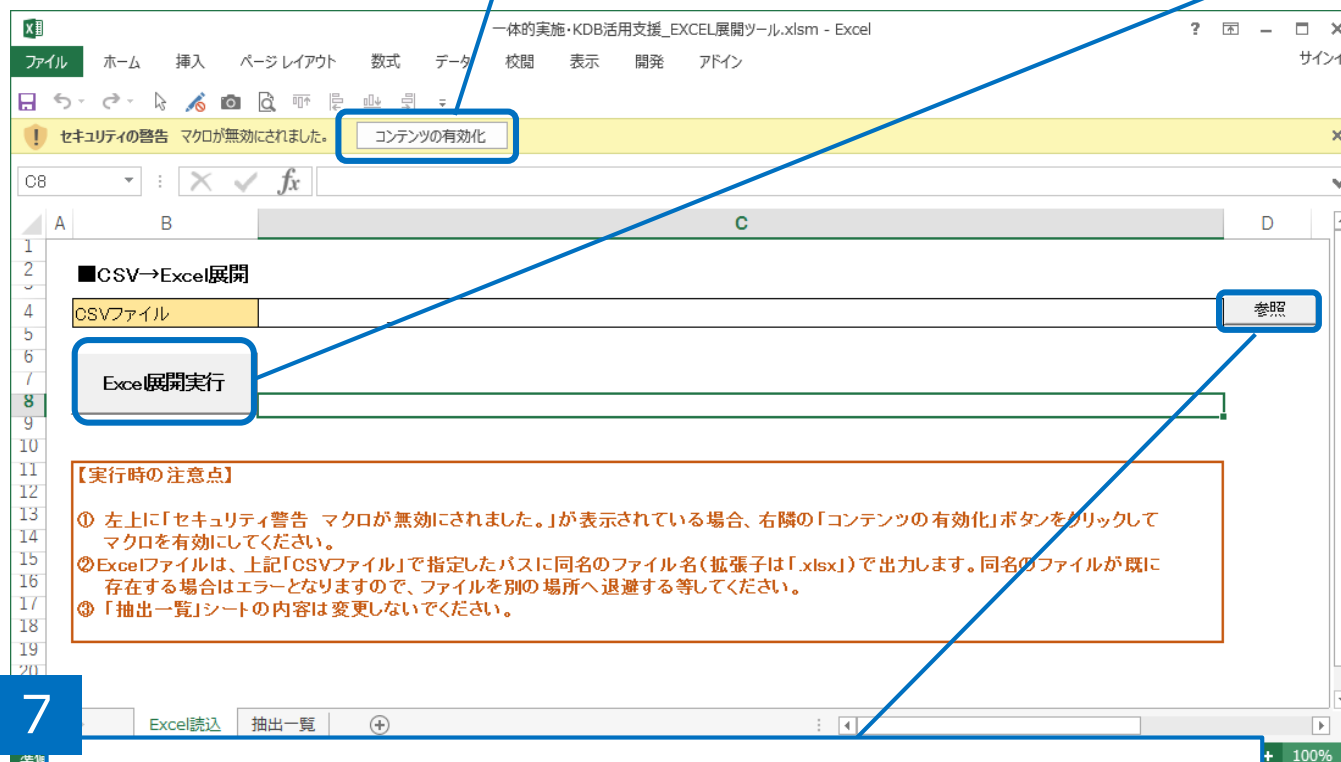 一体的実施・KDB活用支援_EXCEL展開ツール.xlsm - Excel
ファイル ホーム 挿入 ページ レイアウト 数式 データ 校閲 表示 開発 アドイン サインイ
セキュリティの警告 マクロが無効にされました。 コンテンツの有効化
C8 fx
A B C D
1
2 ■CSV→Excel展開
3
4 CSVファイル 参照
5
6
7 Excel展開実行
8
9
10
11 【実行時の注意点】
12
13 ① 左上に「セキュリティ警告 マクロが無効にされました。」が表示されている場合、右隣の「コンテンツの有効化」ボタンをクリックして
14 マクロを有効にしてください。
15 ②Excelファイルは、上記「CSVファイル」で指定したパスに同名のファイル名(拡張子は「.xlsx」)で出力します。同名のファイルが既に
16 存在する場合はエラーとなりますので、ファイルを別の場所へ退避する等してください。
17 ③「抽出一覧」シートの内容は変更しないでください。
18
19
20
7
Excel読込 抽出一覧
準備 100%